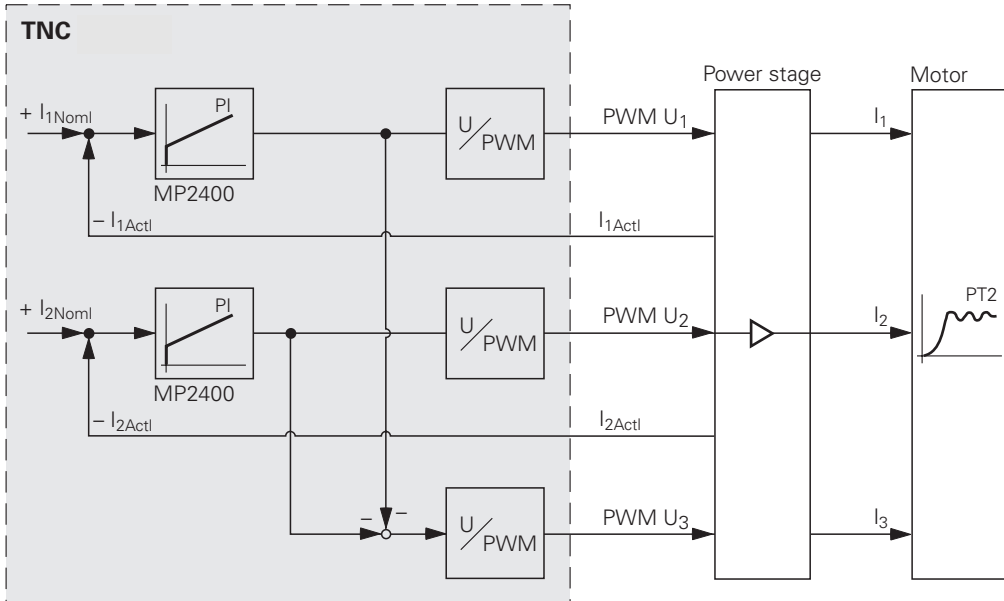 TNC
Power stage
Motor
+ I1Noml
PI
MP2400
U/PWM
PWM U1
I1
– I1Actl
I1Actl
+ I2Noml
PI
MP2400
U/PWM
PWM U2
I2
PT2
– I2Actl
I2Actl
– –
U/PWM
PWM U3
I3